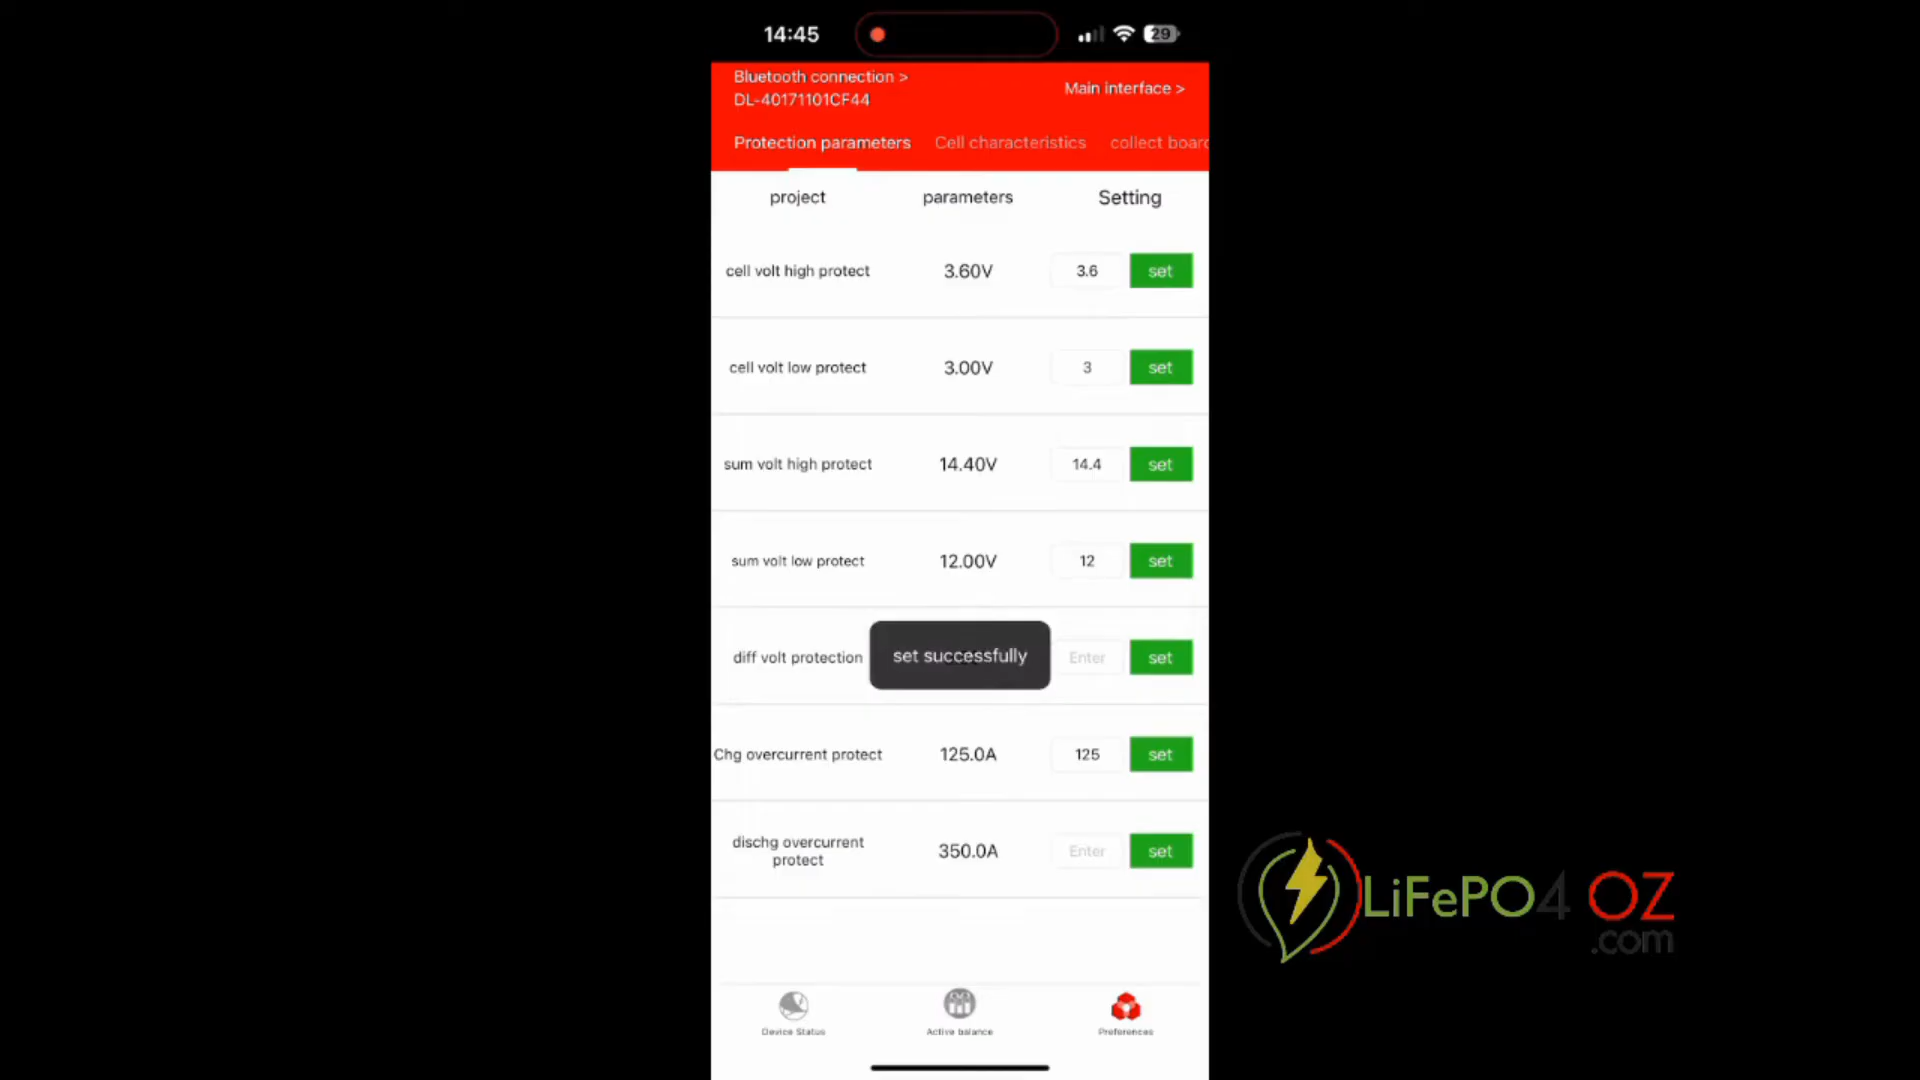 14:45
29
Bluetooth connection >
DL-40171101CF44
Main interface >
Protection parameters Cell characteristics collect board
project parameters Setting
cell volt high protect 3.60V 3.6 set
cell volt low protect 3.00V 3 set
sum volt high protect 14.40V 14.4 set
sum volt low protect 12.00V 12 set
diff volt protection Enter set
set successfully
Chg overcurrent protect 125.0A 125 set
dischg overcurrent
protect 350.0A Enter set
Device Status Active balance Preferences
LiFePO4 OZ
.com